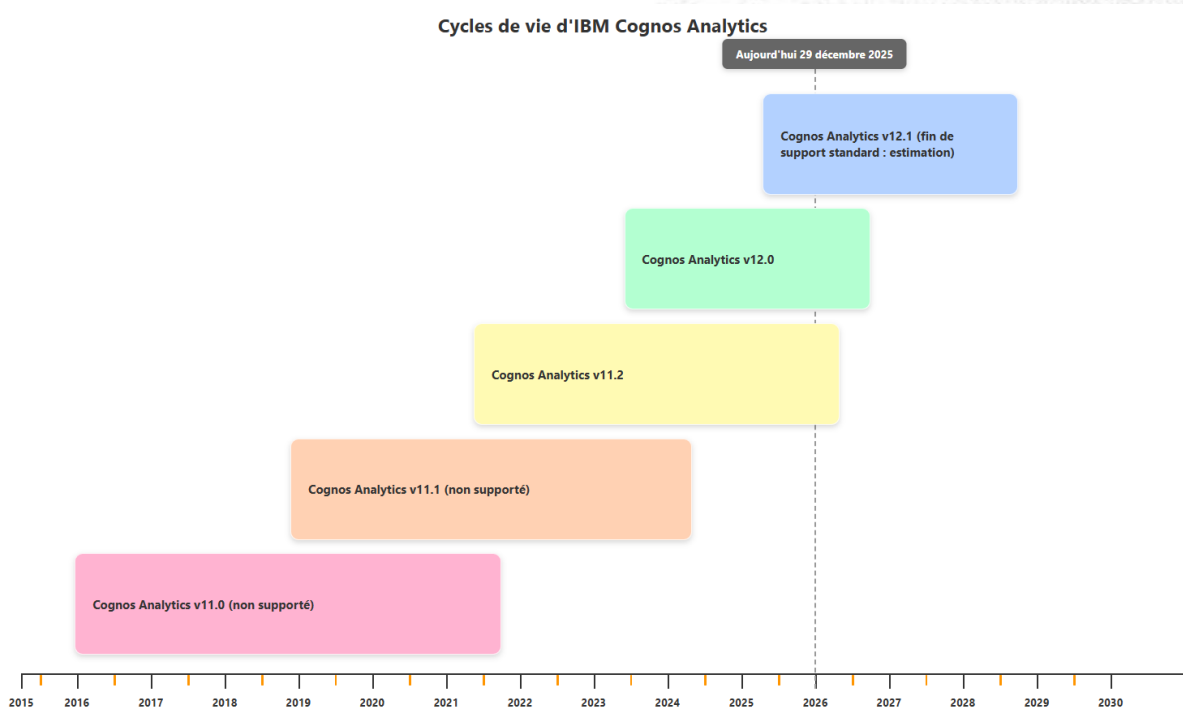 Cycles de vie d'IBM Cognos Analytics
Aujourd'hui 29 décembre 2025
Cognos Analytics v12.1 (fin de
support standard : estimation)
Cognos Analytics v12.0
Cognos Analytics v11.2
Cognos Analytics v11.1 (non supporté)
Cognos Analytics v11.0 (non supporté)
2015 2016 2017 2018 2019 2020 2021 2022 2023 2024 2025 2026 2027 2028 2029 2030